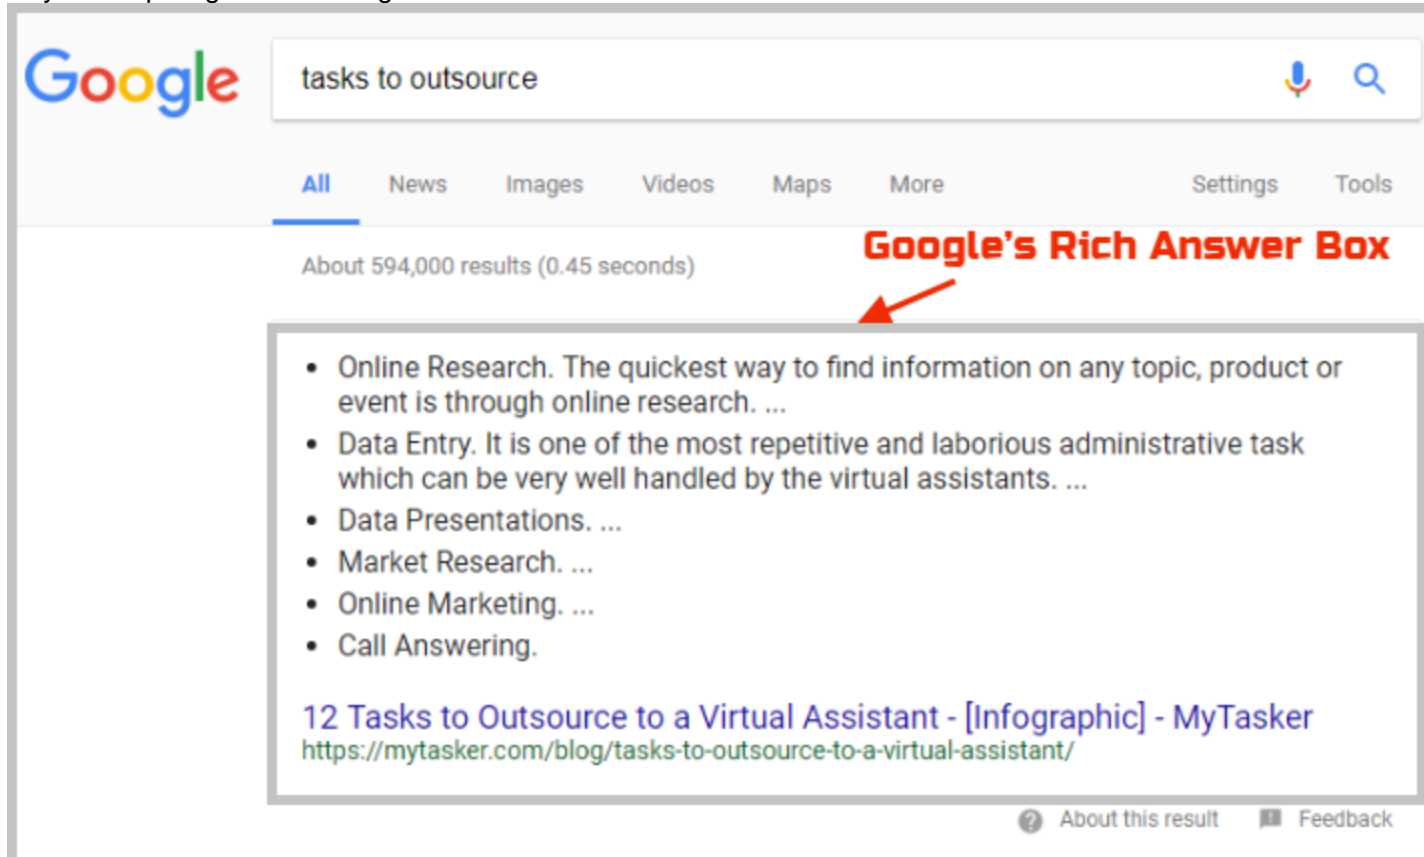 Google
tasks to outsource
All News Images Videos Maps More Settings Tools
Google's Rich Answer Box
About 594,000 results (0.45 seconds)
• Online Research. The quickest way to find information on any topic, product or
event is through online research. ...
• Data Entry. It is one of the most repetitive and laborious administrative task
which can be very well handled by the virtual assistants. ...
• Data Presentations. ...
• Market Research. ...
• Online Marketing. ...
• Call Answering.
12 Tasks to Outsource to a Virtual Assistant - [Infographic] - MyTasker
https://mytasker.com/blog/tasks-to-outsource-to-a-virtual-assistant/
About this result Feedback